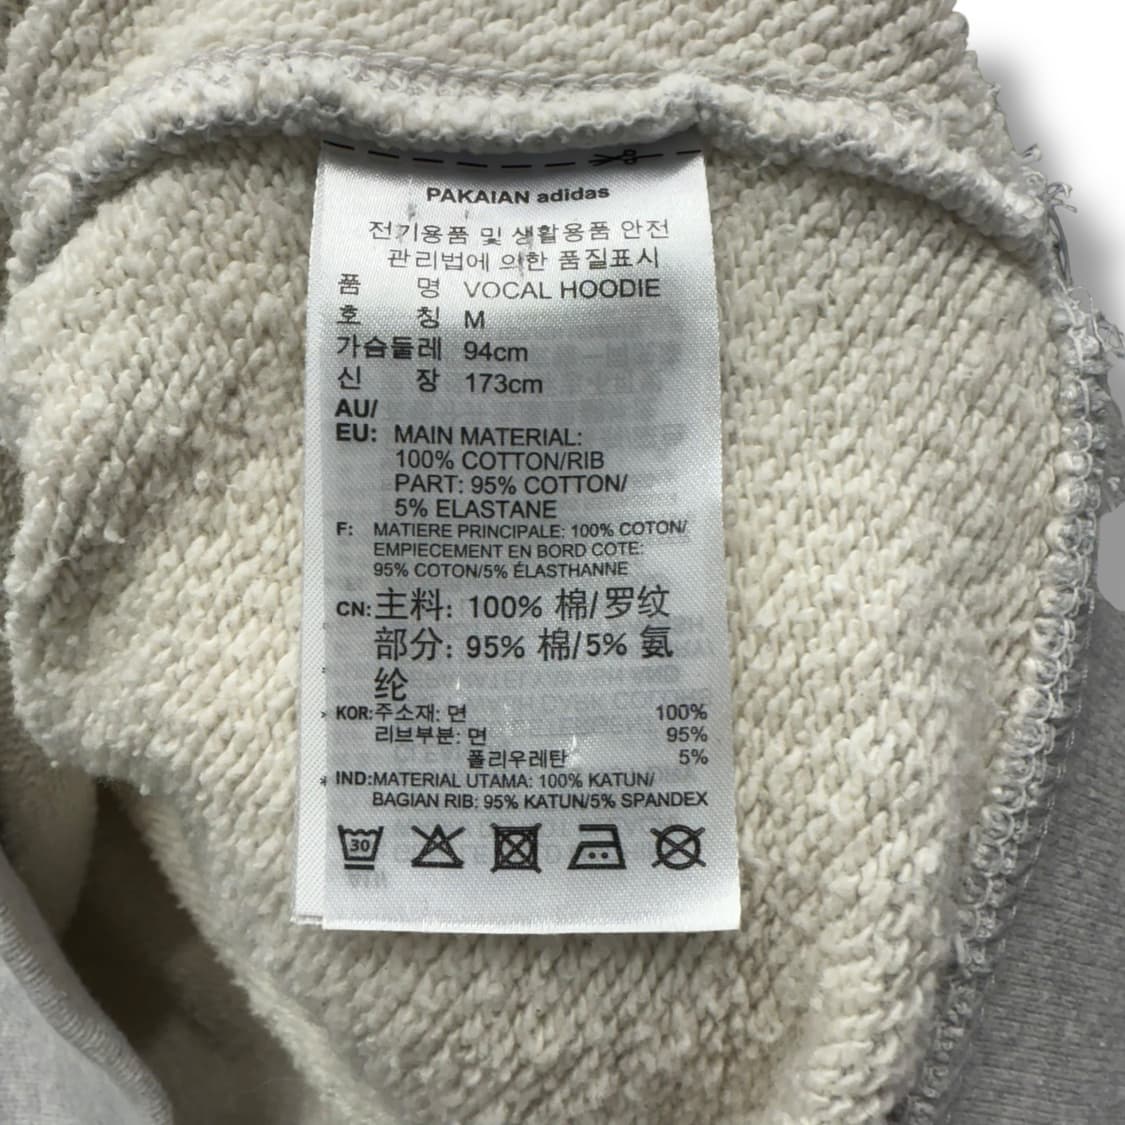 PAKAIAN adidas
전기용품 및 생활용품 안전
관리법에 의한 품질표시
품 명 VOCAL HOODIE
호 칭 M
가슴둘레 94cm
신 장 173cm
AU/
EU: MAIN MATERIAL:
100% COTTON/RIB
PART: 95% COTTON/
5% ELASTANE
F: MATIERE PRINCIPALE: 100% COTON/
EMPIECEMENT EN BORD COTE:
95% COTON/5% ÉLASTHANNE
CN: 主料: 100% 棉/罗纹
部分: 95% 棉/5% 氨
纶
KOR: 주소재: 면 100%
리브부분: 면 95%
폴리우레탄 5%
IND: MATERIAL UTAMA: 100% KATUN/
BAGIAN RIB: 95% KATUN/5% SPANDEX
30